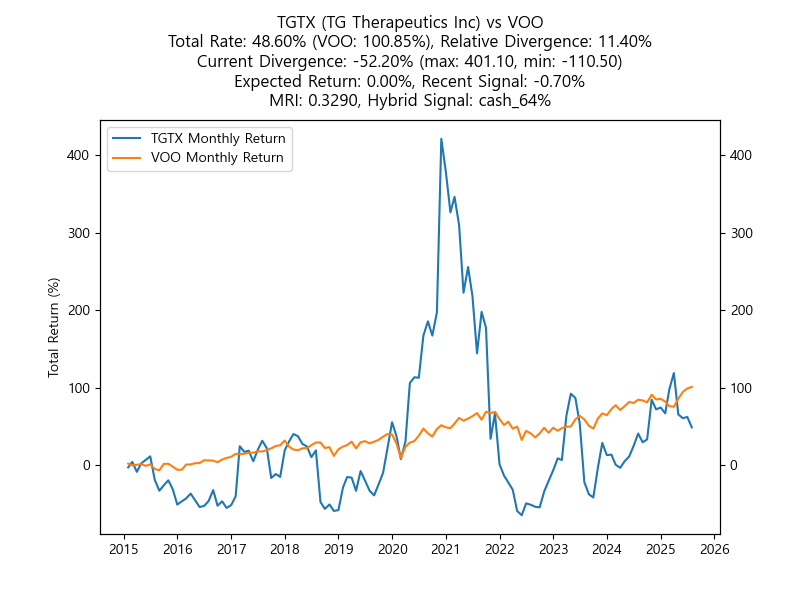 TGTX (TG Therapeutics Inc) vs VOO
Total Rate: 48.60% (VOO: 100.85%), Relative Divergence: 11.40%
Current Divergence: -52.20% (max: 401.10, min: -110.50)
Expected Return: 0.00%, Recent Signal: -0.70%
MRI: 0.3290, Hybrid Signal: cash_64%
TGTX Monthly Return
VOO Monthly Return
Total Return (%)
400
300
200
100
0
400
300
200
100
0
2015 2016 2017 2018 2019 2020 2021 2022 2023 2024 2025 2026